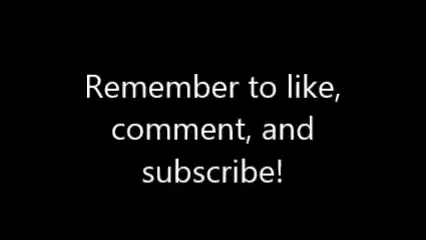 Remember to like,
comment, and
subscribe!